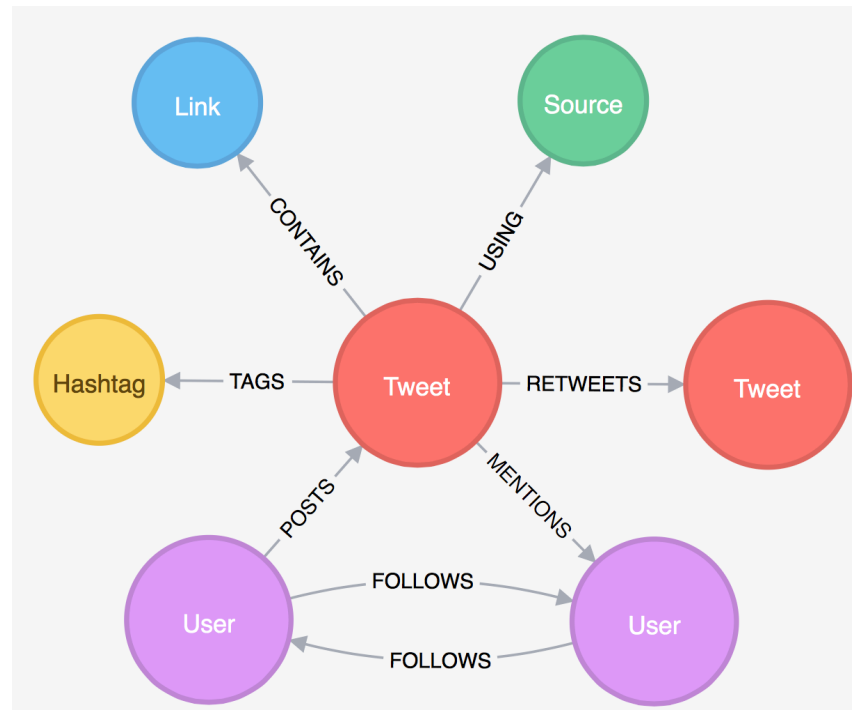 Link
Source
CONTAINS
USING
Hashtag
TAGS
Tweet
RETWEETS
Tweet
POSTS
MENTIONS
User
FOLLOWS
User
FOLLOWS